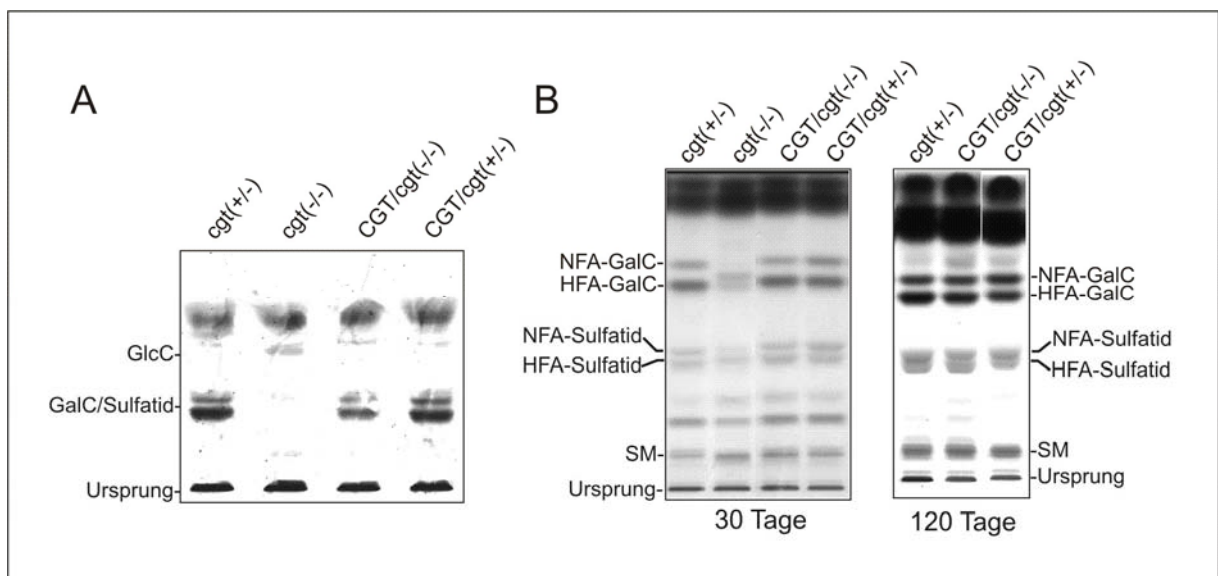 A
cgt(+/-)
cgt(-/-)
CGT/cgt(-/-)
CGT/cgt(+/-)
GlcC
GalC/Sulfatid
Ursprung
B
cgt(+/-)
cgt(-/-)
CGT/cgt(-/-)
CGT/cgt(+/-)
NFA-GalC
HFA-GalC
NFA-Sulfatid
HFA-Sulfatid
SM
Ursprung
30 Tage
cgt(+/-)
CGT/cgt(-/-)
CGT/cgt(+/-)
NFA-GalC
HFA-GalC
NFA-Sulfatid
HFA-Sulfatid
SM
Ursprung
120 Tage